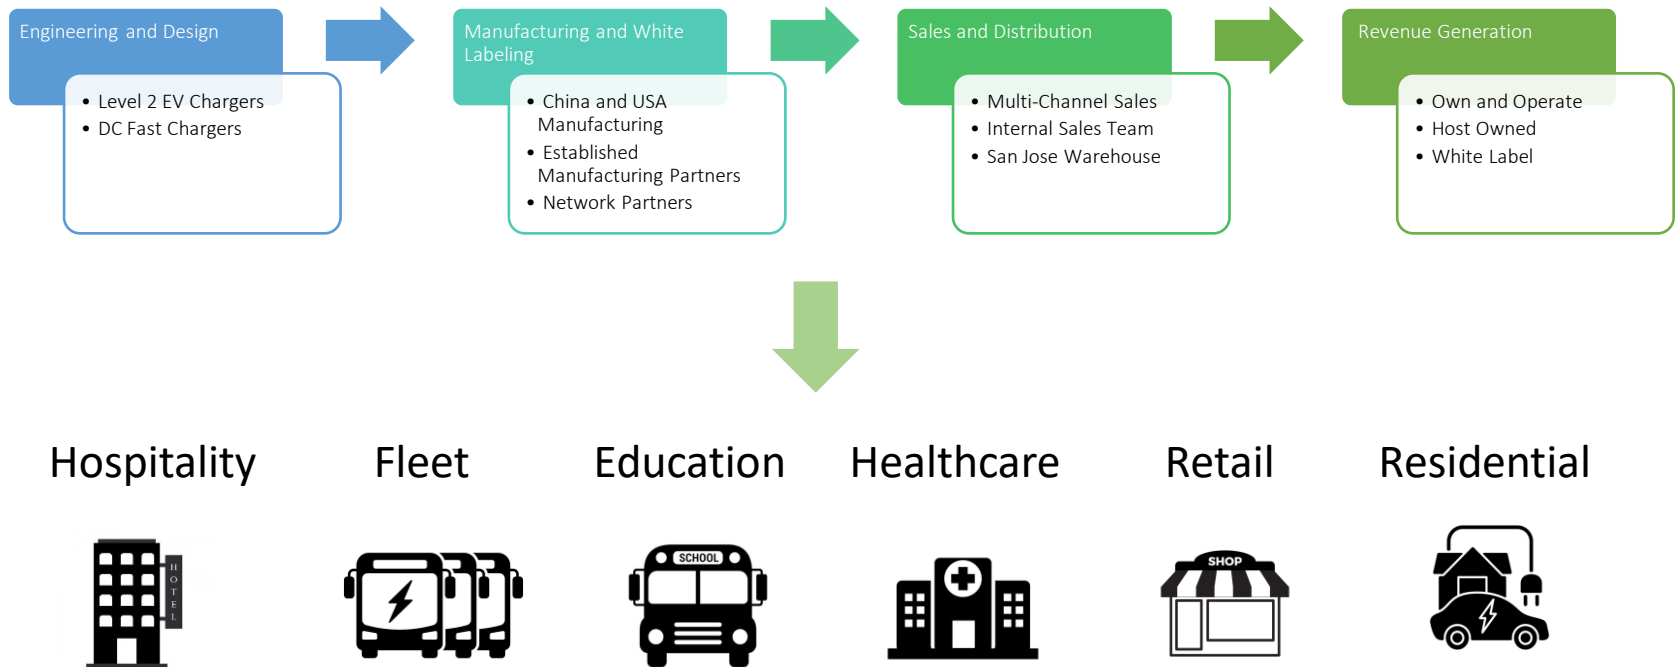 Engineering and Design
• Level 2 EV Chargers
• DC Fast Chargers
Manufacturing and White
Labeling
• China and USA
Manufacturing
• Established
Manufacturing Partners
• Network Partners
Sales and Distribution
• Multi-Channel Sales
• Internal Sales Team
• San Jose Warehouse
Revenue Generation
• Own and Operate
• Host Owned
• White Label
Hospitality
Fleet
Education
Healthcare
Retail
Residential
HOTEL
SCHOOL
SHOP